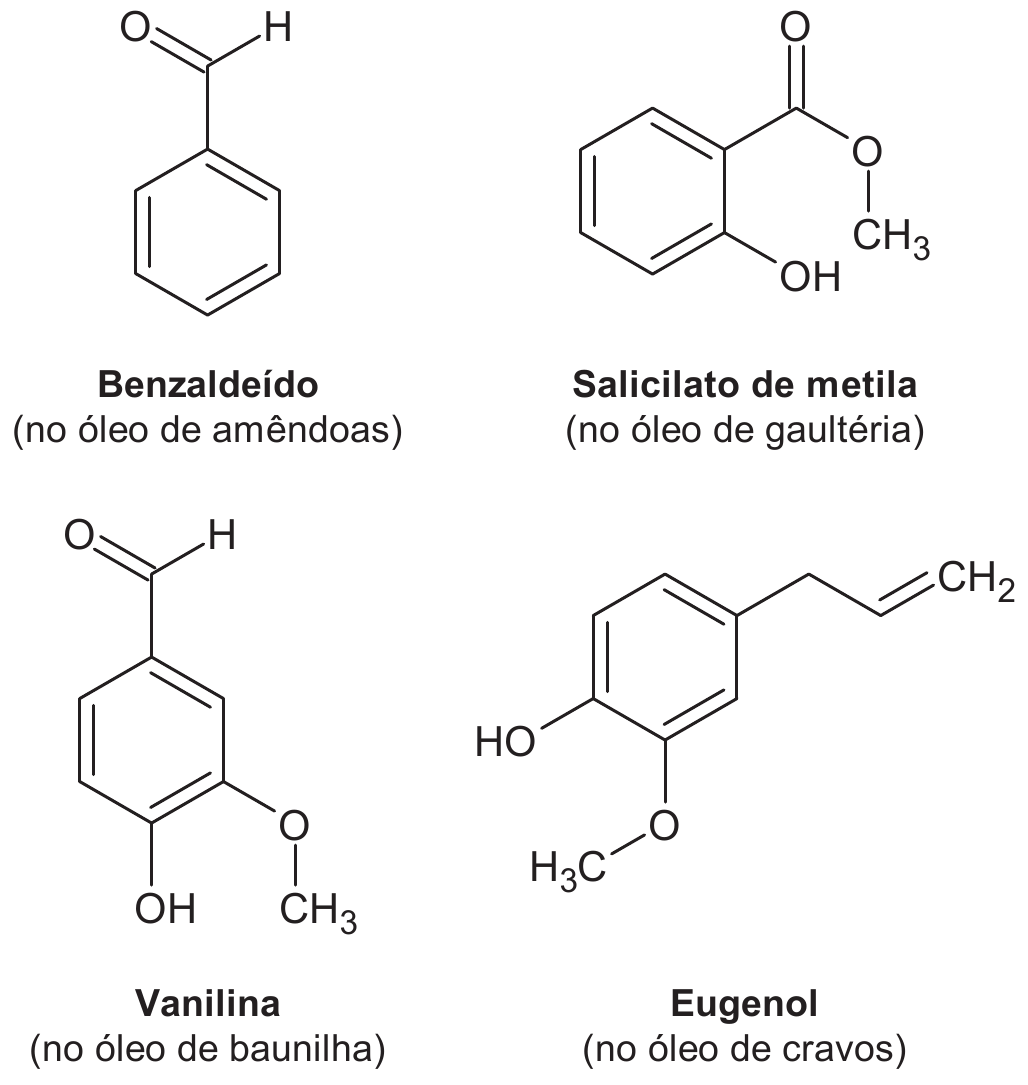 O H
O
O
CH₃
OH
Benzaldeído
(no óleo de amêndoas)
Salicilato de metila
(no óleo de gaultéria)
O H
O
OH CH₃
CH₂
HO
O
H₃C
Vanilina
(no óleo de baunilha)
Eugenol
(no óleo de cravos)